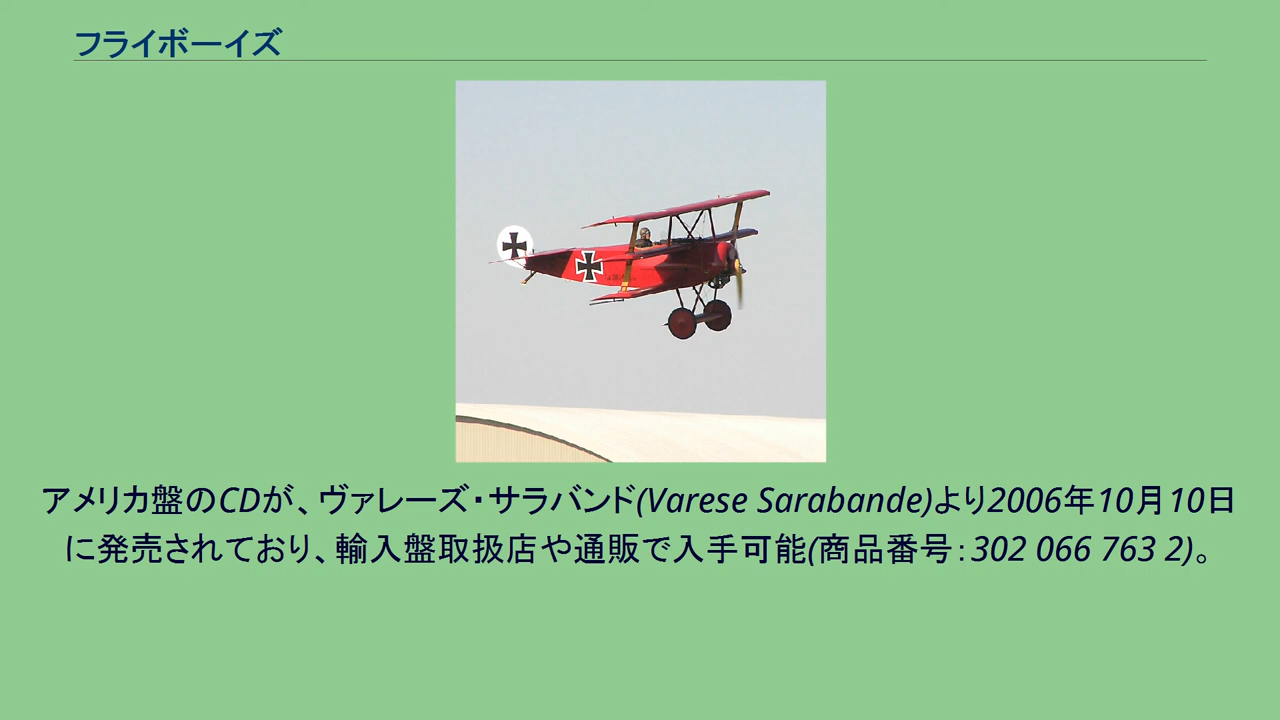 フライボーイズ
アメリカ盤のCDが、ヴァレーズ・サラバンド(Varese Sarabande)より2006年10月10日
に発売されており、輸入盤取扱店や通販で入手可能(商品番号：302 066 763 2)。